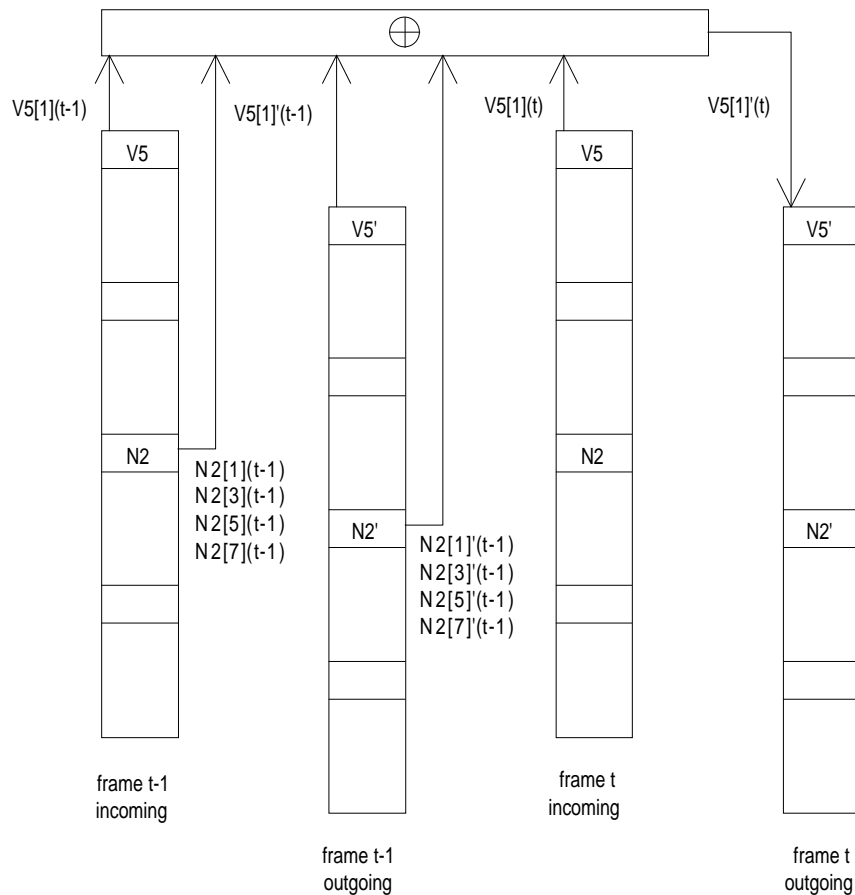 ⊕
V5[1](t-1)
V5[1]'(t-1)
V5[1](t)
V5[1]'(t)
V5
V5
V5'
V5'
N2
N2
N2[1](t-1)
N2[3](t-1)
N2[5](t-1)
N2[7](t-1)
N2'
N2'
N2[1]'(t-1)
N2[3]'(t-1)
N2[5]'(t-1)
N2[7]'(t-1)
frame t-1
incoming
frame t
incoming
frame t-1
outgoing
frame t
outgoing